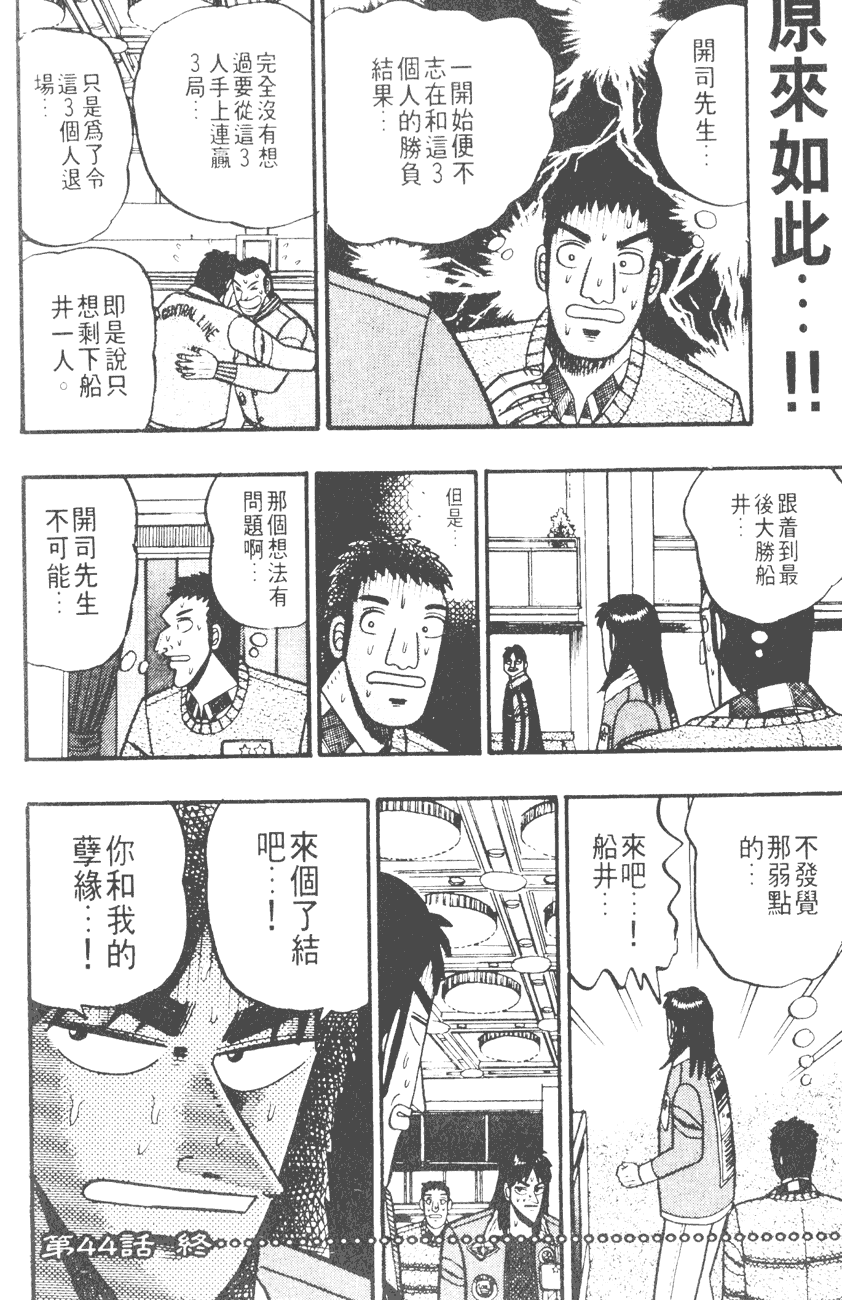 原來如此…!!
開司先生…
一開始便不
志在和這3
個人的勝負
結果…
完全沒有想
過要從這3
人手上連贏
3局…
只是爲了令
這3個人退
場…
CENTRAL LINE
即是說只
想剩下船
井一人。
跟着到最
後大勝船
井…
但是…
那個想法有
問題啊…
開司先生
不可能…
不發覺
那弱點
的…
來吧…!
船井…
來個了結
吧…!
你和我的
孽緣…!
第44話 終